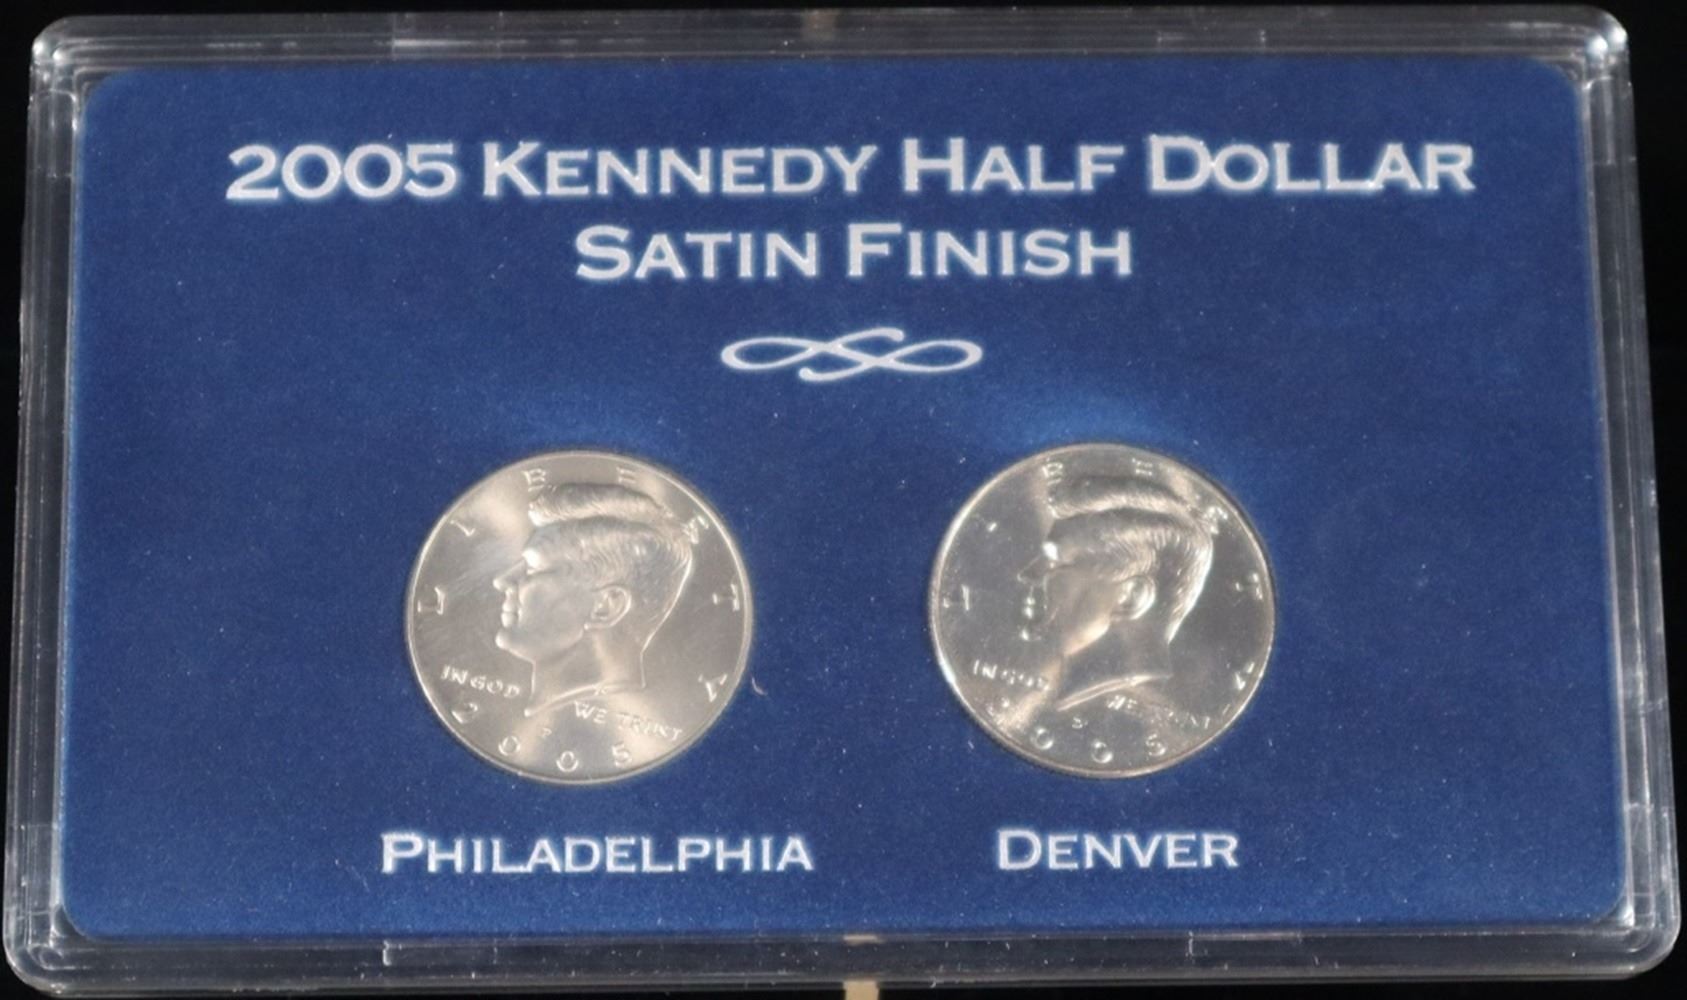 2005 KENNEDY HALF DOLLAR
SATIN FINISH
LIBERTY
IN GOD WE TRUST
P
2005
LIBERTY
IN GOD WE TRUST
D
2005
PHILADELPHIA
DENVER